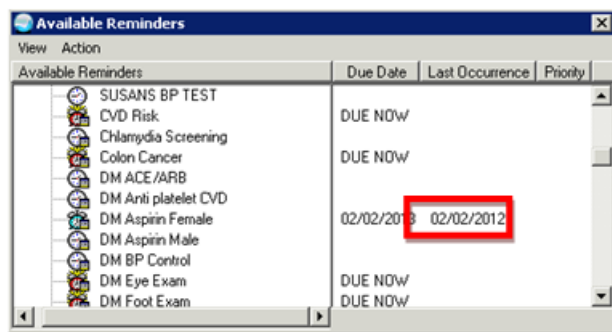 Available Reminders
View Action
Available Reminders Due Date Last Occurrence Priority
SUSANS BP TEST
CVD Risk DUE NOW
Chlamydia Screening
Colon Cancer DUE NOW
DM ACE/ARB
DM Anti platelet CVD
DM Aspirin Female 02/02/2013 02/02/2012
DM Aspirin Male
DM BP Control
DM Eye Exam DUE NOW
DM Foot Exam DUE NOW